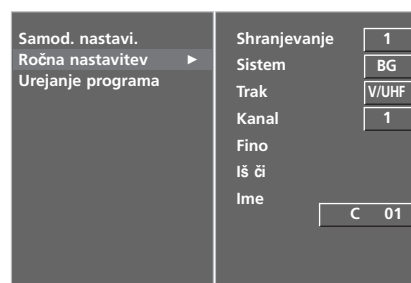 Samod. nastavi.
Ročna nastavitev ►
Urejanje programa
Shranjevanje 1
Sistem BG
Trak V/UHF
Kanal 1
Fino
Iš či
Ime
C 01